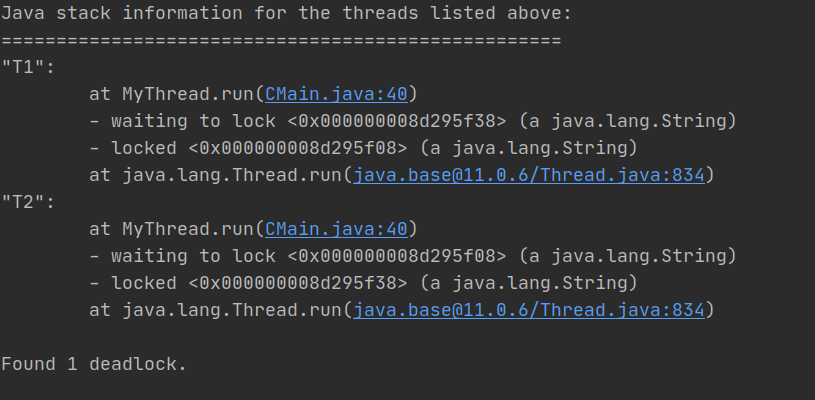 Java stack information for the threads listed above:
===================================================
"T1":
        at MyThread.run(CMain.java:40)
        - waiting to lock <0x000000008d295f38> (a java.lang.String)
        - locked <0x000000008d295f08> (a java.lang.String)
        at java.lang.Thread.run(java.base@11.0.6/Thread.java:834)
"T2":
        at MyThread.run(CMain.java:40)
        - waiting to lock <0x000000008d295f08> (a java.lang.String)
        - locked <0x000000008d295f38> (a java.lang.String)
        at java.lang.Thread.run(java.base@11.0.6/Thread.java:834)

Found 1 deadlock.